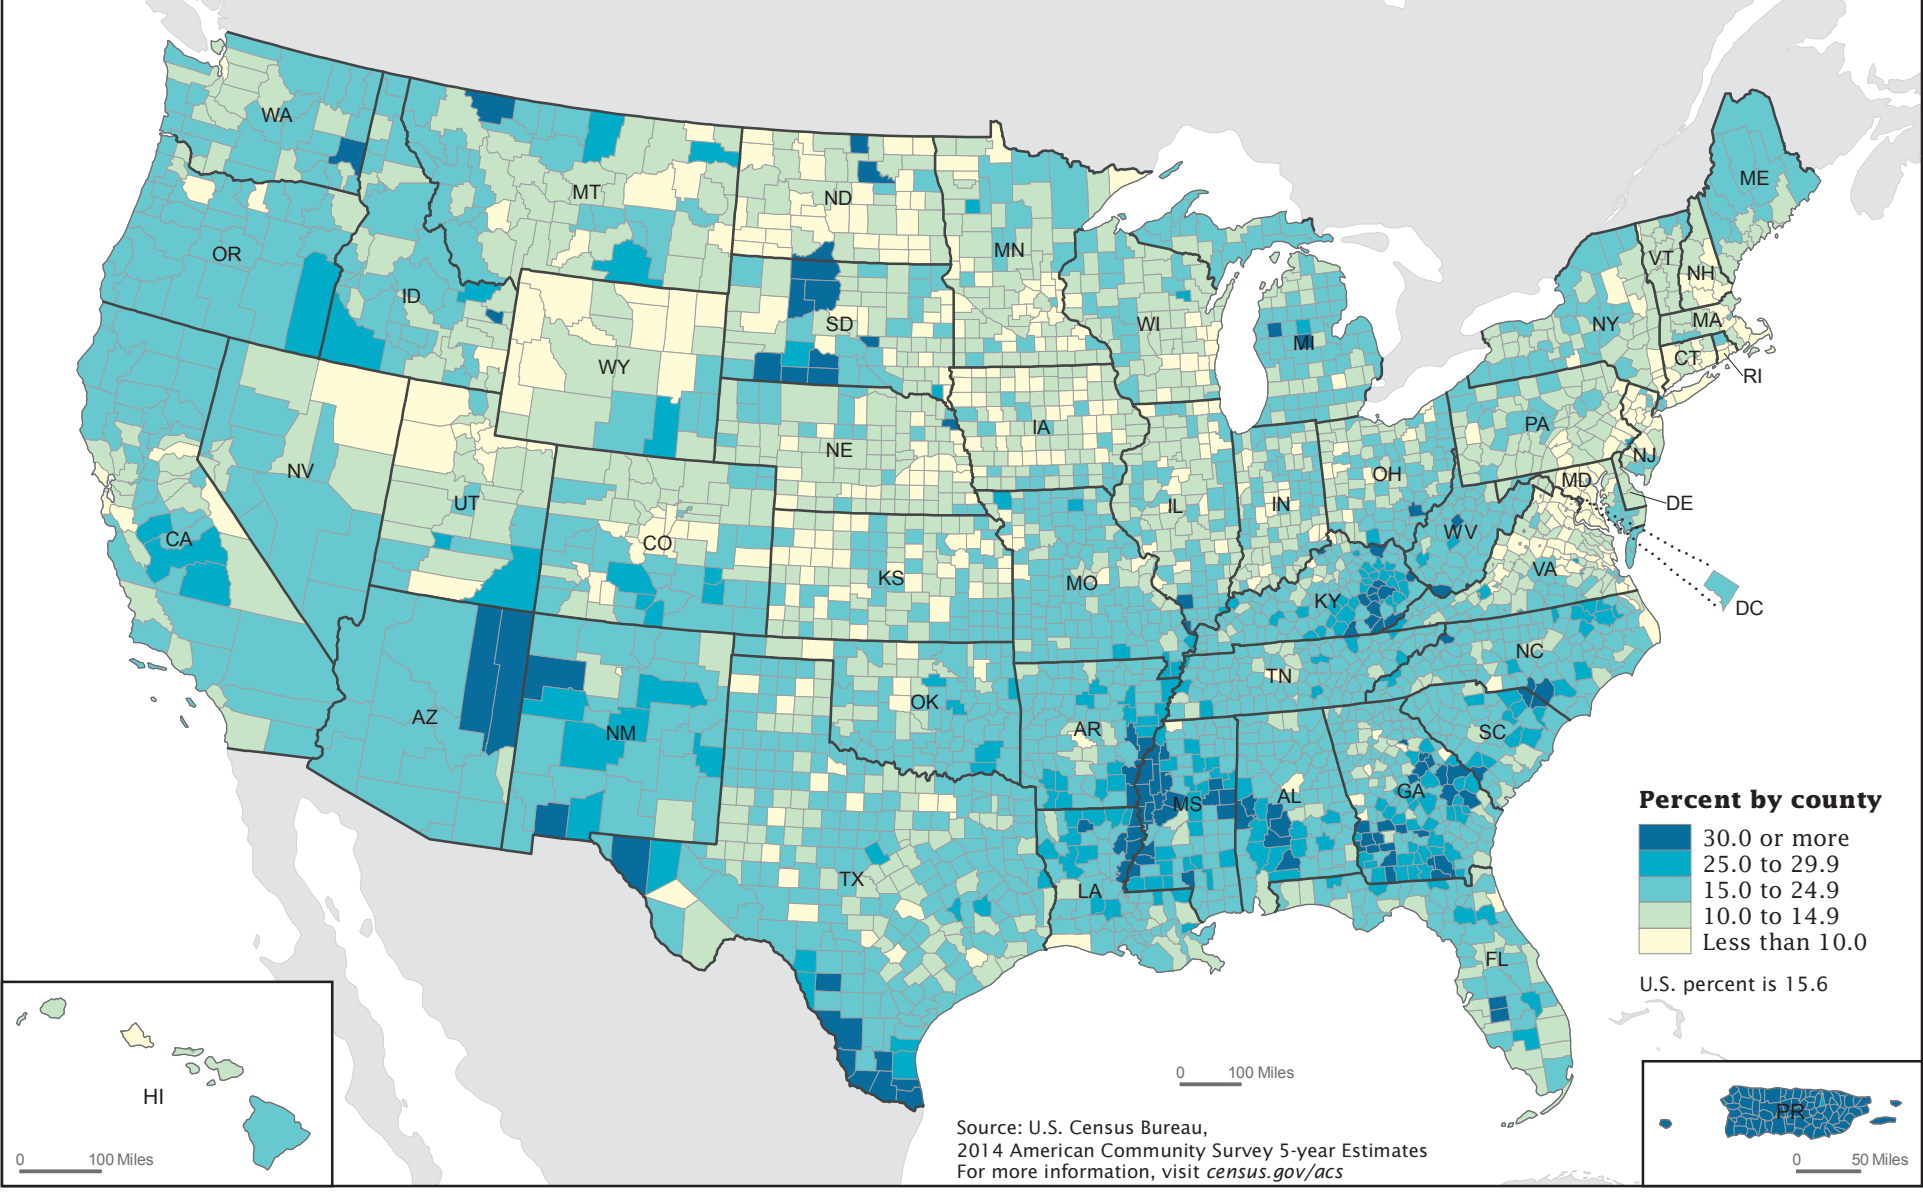 WA
MT
ND
MN
ME
OR
ID
SD
WI
MI
VT
NH
NY
MA
CT
RI
WY
NE
IA
PA
NJ
NV
UT
CO
IL
IN
OH
MD
DE
WV
CA
KS
MO
KY
VA
DC
AZ
NM
OK
AR
TN
NC
SC
MS
AL
GA
TX
LA
FL
HI
PR
Percent by county
30.0 or more
25.0 to 29.9
15.0 to 24.9
10.0 to 14.9
Less than 10.0
U.S. percent is 15.6
0 100 Miles
0 100 Miles
0 50 Miles
Source: U.S. Census Bureau,
2014 American Community Survey 5-year Estimates
For more information, visit census.gov/acs